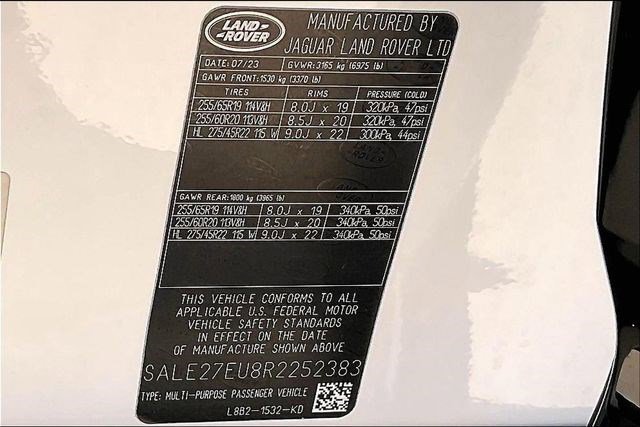 LAND-
-ROVER
MANUFACTURED BY
JAGUAR LAND ROVER LTD
DATE: 07/23 GVWR: 3165 kg (6975 lb)
GAWR FRONT: 1530 kg (3370 lb)
TIRES RIMS PRESSURE (COLD)
255/65R19 114V&H 8.0J x 19 320kPa, 47psi
255/60R20 113V&H 8.5J x 20 320kPa, 47psi
HL 275/45R22 115 W 9.0J x 22 300kPa, 44psi
GAWR REAR: 1800 kg (3965 lb)
255/65R19 114V&H 8.0J x 19 340kPa, 50psi
255/60R20 113V&H 8.5J x 20 340kPa, 50psi
HL 275/45R22 115 W 9.0J x 22 340kPa, 50psi
THIS VEHICLE CONFORMS TO ALL
APPLICABLE U.S. FEDERAL MOTOR
VEHICLE SAFETY STANDARDS
IN EFFECT ON THE DATE
OF MANUFACTURE SHOWN ABOVE
SALE27EU8R2252383
TYPE: MULTI-PURPOSE PASSENGER VEHICLE
L8B2-1532-KD